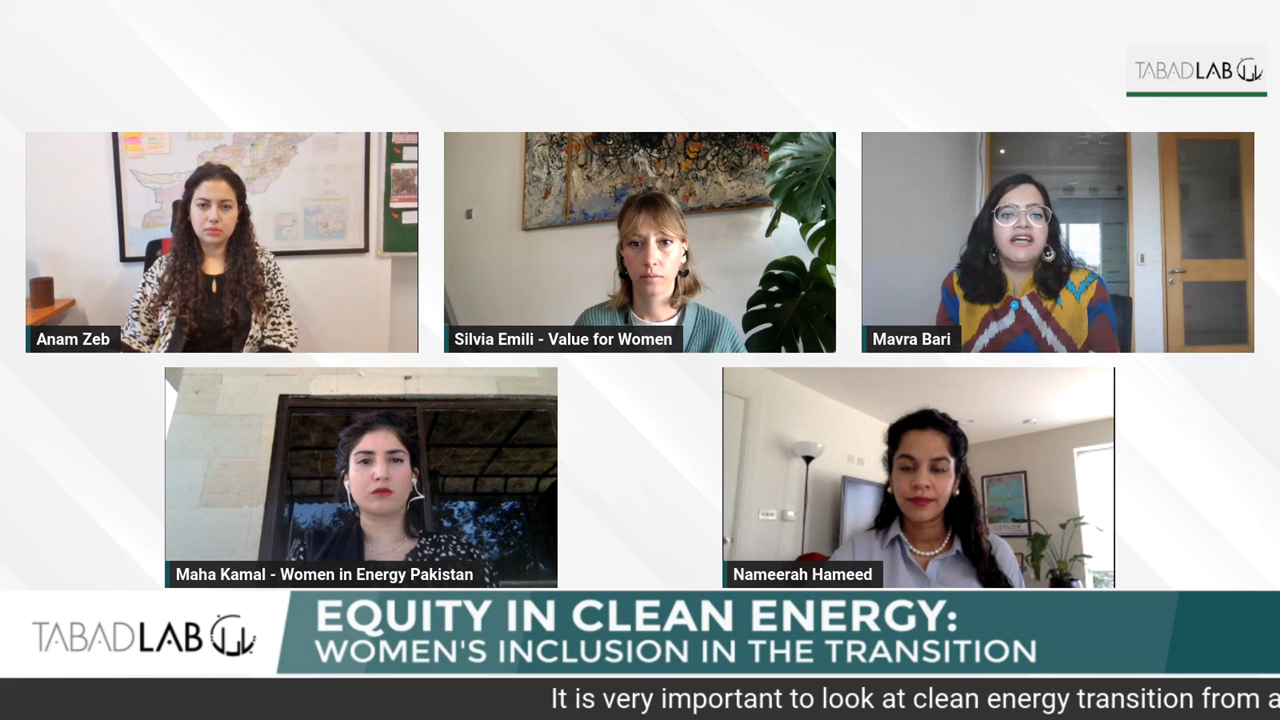 TABADLAB
Anam Zeb
Silvia Emili - Value for Women
Mavra Bari
Maha Kamal - Women in Energy Pakistan
Nameerah Hameed
TABADLAB
EQUITY IN CLEAN ENERGY:
WOMEN'S INCLUSION IN THE TRANSITION
It is very important to look at clean energy transition from a